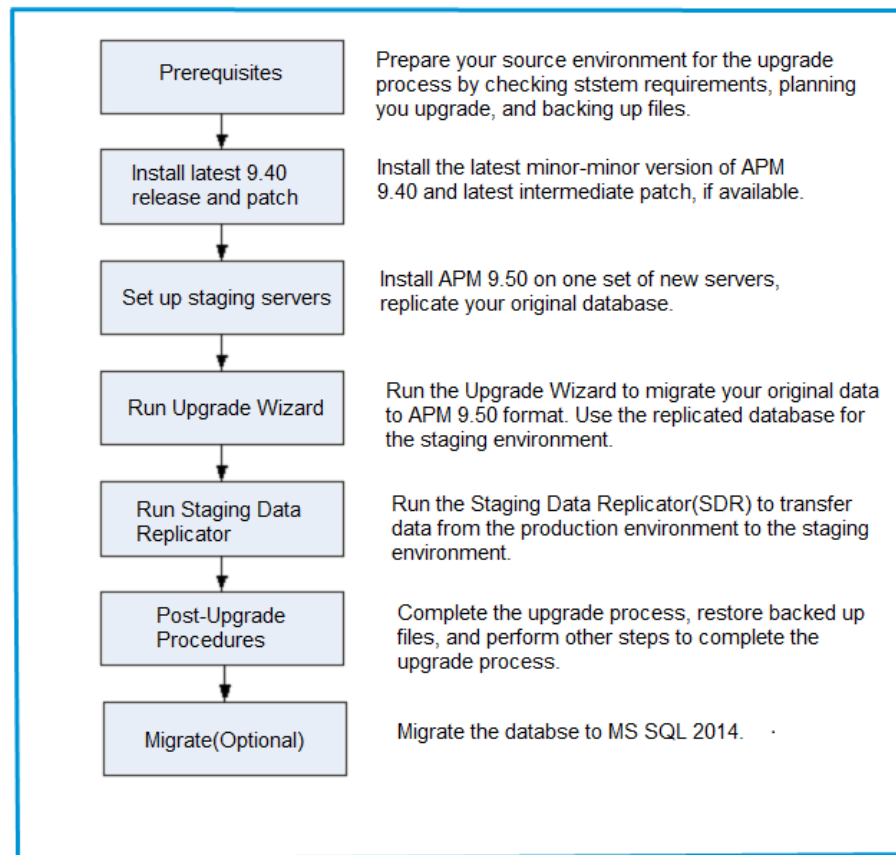 Prerequisites
Prepare your source environment for the upgrade
process by checking ststem requirements, planning
you upgrade, and backing up files.
Install latest 9.40
release and patch
Install the latest minor-minor version of APM
9.40 and latest intermediate patch, if available.
Set up staging servers
Install APM 9.50 on one set of new servers,
replicate your original database.
Run Upgrade Wizard
Run the Upgrade Wizard to migrate your original data
to APM 9.50 format. Use the replicated database for
the staging environment.
Run Staging Data
Replicator
Run the Staging Data Replicator(SDR) to transfer
data from the production environment to the staging
environment.
Post-Upgrade
Procedures
Complete the upgrade process, restore backed up
files, and perform other steps to complete the
upgrade process.
Migrate(Optional)
Migrate the databse to MS SQL 2014.